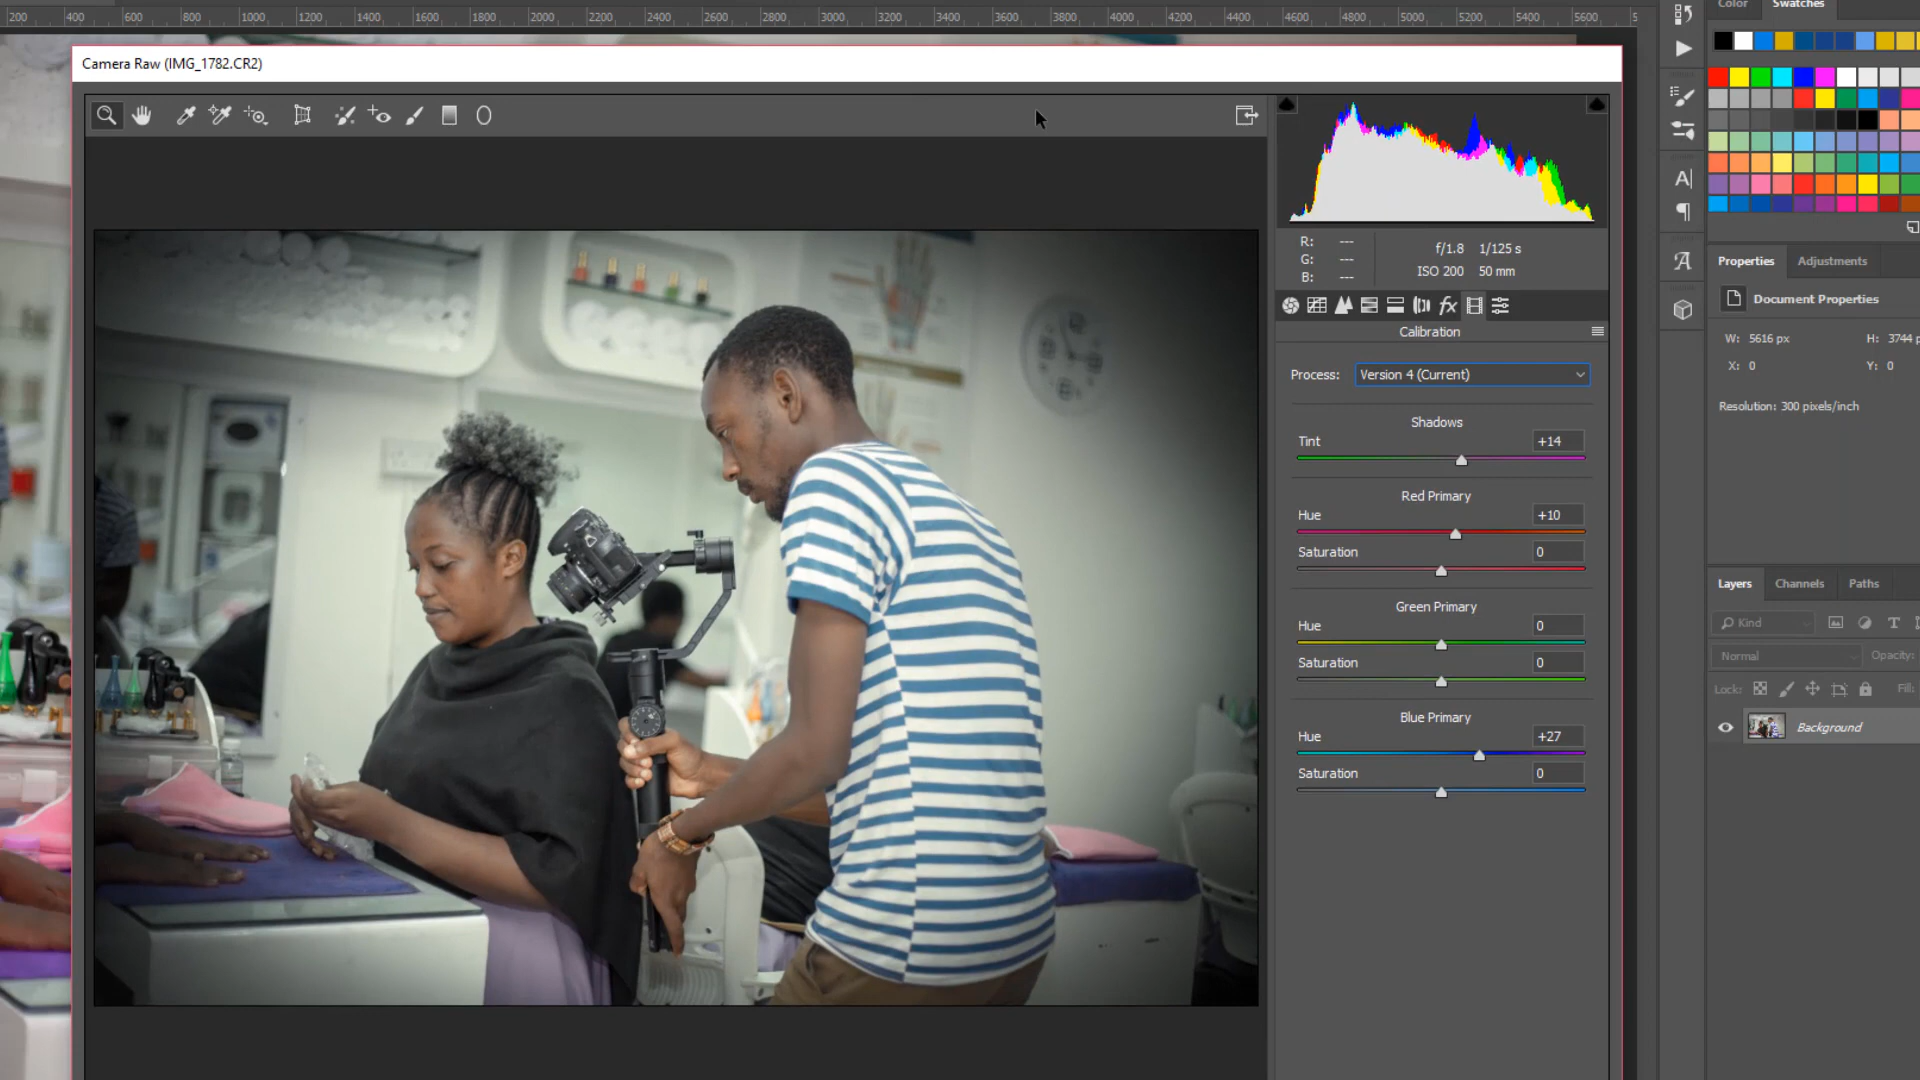 200 400 600 800 1000 1200 1400 1600 1800 2000 2200 2400 2600 2800 3000 3200 3400 3600 3800 4000 4200 4400 4600 4800 5000 5200 5400 5600 5
Color Swatches
Camera Raw (IMG_1782.CR2)
R: ---
G: ---
B: ---
f/1.8 1/125 s
ISO 200 50 mm
fx
Calibration
Process: Version 4 (Current)
Shadows
Tint +14
Red Primary
Hue +10
Saturation 0
Green Primary
Hue 0
Saturation 0
Blue Primary
Hue +27
Saturation 0
Properties Adjustments
Document Properties
W: 5616 px H: 3744 p
X: 0 Y: 0
Resolution: 300 pixels/inch
Layers Channels Paths
Kind
Normal Opacity:
Lock: Fill:
Background